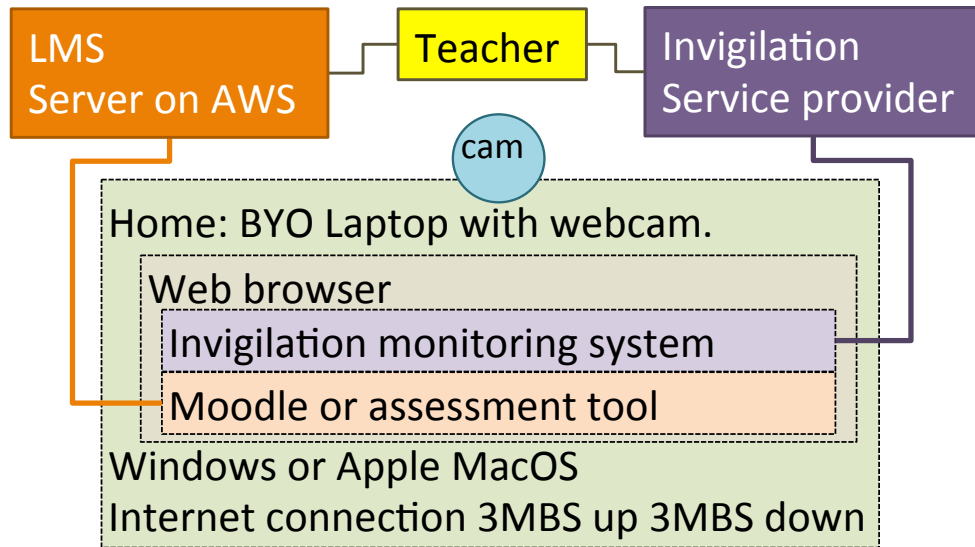 LMS
Server on AWS
Teacher
Invigilation
Service provider
cam
Home: BYO Laptop with webcam.
Web browser
Invigilation monitoring system
Moodle or assessment tool
Windows or Apple MacOS
Internet connection 3MBS up 3MBS down